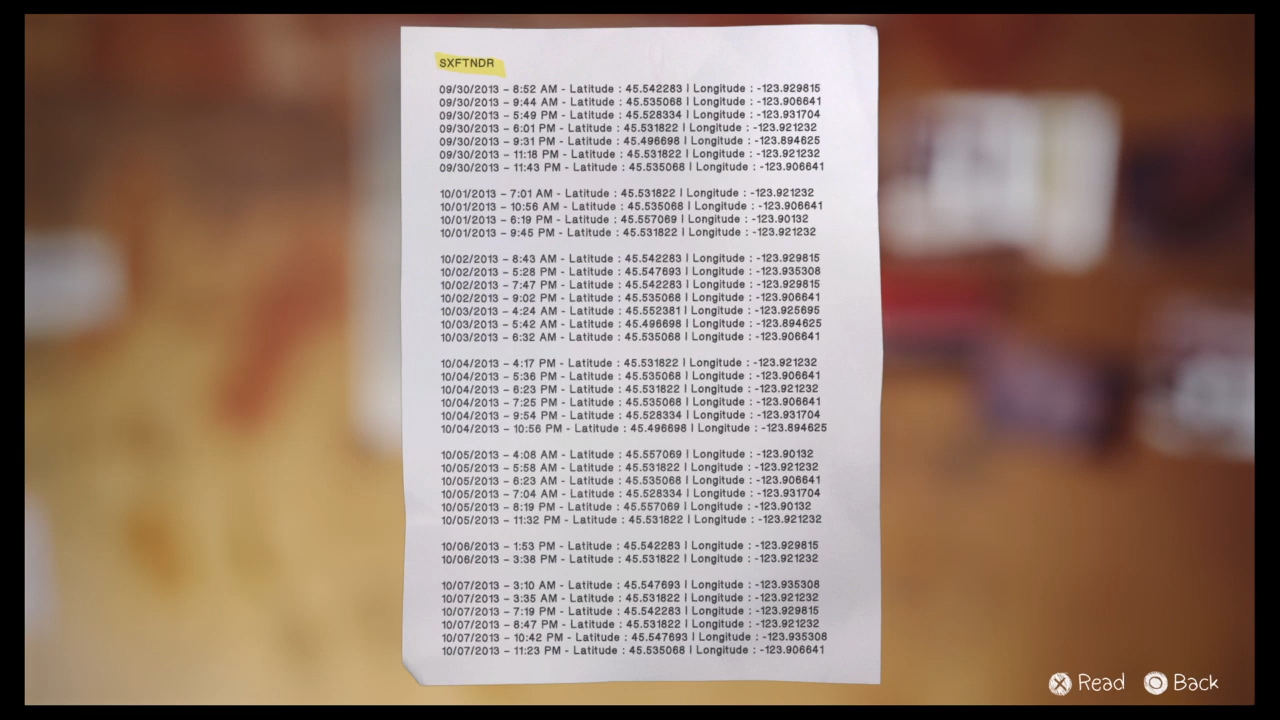 SXFTNDR
09/30/2013 - 8:52 AM - Latitude : 45.542283 | Longitude : -123.929815
09/30/2013 - 9:44 AM - Latitude : 45.535068 | Longitude : -123.906641
09/30/2013 - 5:49 PM - Latitude : 45.528334 | Longitude : -123.931704
09/30/2013 - 6:01 PM - Latitude : 45.531822 | Longitude : -123.921232
09/30/2013 - 9:31 PM - Latitude : 45.496698 | Longitude : -123.894625
09/30/2013 - 11:18 PM - Latitude : 45.531822 | Longitude : -123.921232
09/30/2013 - 11:43 PM - Latitude : 45.535068 | Longitude : -123.906641
10/01/2013 - 7:01 AM - Latitude : 45.531822 | Longitude : -123.921232
10/01/2013 - 10:56 AM - Latitude : 45.535068 | Longitude : -123.906641
10/01/2013 - 6:19 PM - Latitude : 45.557069 | Longitude : -123.90132
10/01/2013 - 9:45 PM - Latitude : 45.531822 | Longitude : -123.921232
10/02/2013 - 8:43 AM - Latitude : 45.542283 | Longitude : -123.929815
10/02/2013 - 5:28 PM - Latitude : 45.547693 | Longitude : -123.935308
10/02/2013 - 7:47 PM - Latitude : 45.542283 | Longitude : -123.929815
10/02/2013 - 9:02 PM - Latitude : 45.535068 | Longitude : -123.906641
10/03/2013 - 4:24 AM - Latitude : 45.552381 | Longitude : -123.925695
10/03/2013 - 5:42 AM - Latitude : 45.496698 | Longitude : -123.894625
10/03/2013 - 6:32 AM - Latitude : 45.535068 | Longitude : -123.906641
10/04/2013 - 4:17 PM - Latitude : 45.531822 | Longitude : -123.921232
10/04/2013 - 5:36 PM - Latitude : 45.535068 | Longitude : -123.906641
10/04/2013 - 6:23 PM - Latitude : 45.531822 | Longitude : -123.921232
10/04/2013 - 7:25 PM - Latitude : 45.535068 | Longitude : -123.906641
10/04/2013 - 9:54 PM - Latitude : 45.528334 | Longitude : -123.931704
10/04/2013 - 10:56 PM - Latitude : 45.496698 | Longitude : -123.894625
10/05/2013 - 4:08 AM - Latitude : 45.557069 | Longitude : -123.90132
10/05/2013 - 5:58 AM - Latitude : 45.531822 | Longitude : -123.921232
10/05/2013 - 6:23 AM - Latitude : 45.535068 | Longitude : -123.906641
10/05/2013 - 7:04 AM - Latitude : 45.528334 | Longitude : -123.931704
10/05/2013 - 8:19 PM - Latitude : 45.557069 | Longitude : -123.90132
10/05/2013 - 11:32 PM - Latitude : 45.531822 | Longitude : -123.921232
10/06/2013 - 1:53 PM - Latitude : 45.542283 | Longitude : -123.929815
10/06/2013 - 3:38 PM - Latitude : 45.531822 | Longitude : -123.921232
10/07/2013 - 3:10 AM - Latitude : 45.547693 | Longitude : -123.935308
10/07/2013 - 3:35 AM - Latitude : 45.531822 | Longitude : -123.921232
10/07/2013 - 7:19 PM - Latitude : 45.542283 | Longitude : -123.929815
10/07/2013 - 8:47 PM - Latitude : 45.531822 | Longitude : -123.921232
10/07/2013 - 10:42 PM - Latitude : 45.547693 | Longitude : -123.935308
10/07/2013 - 11:23 PM - Latitude : 45.535068 | Longitude : -123.906641
Read Back